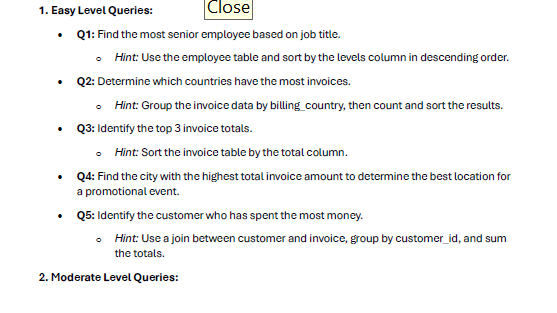 Close
1. Easy Level Queries:
• Q1: Find the most senior employee based on job title.
o Hint: Use the employee table and sort by the levels column in descending order.
• Q2: Determine which countries have the most invoices.
o Hint: Group the invoice data by billing_country, then count and sort the results.
• Q3: Identify the top 3 invoice totals.
o Hint: Sort the invoice table by the total column.
• Q4: Find the city with the highest total invoice amount to determine the best location for
a promotional event.
• Q5: Identify the customer who has spent the most money.
o Hint: Use a join between customer and invoice, group by customer_id, and sum
the totals.
2. Moderate Level Queries: